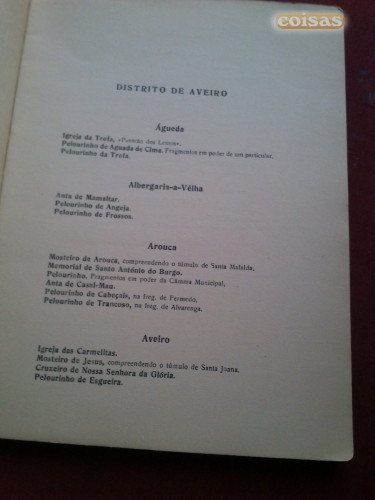 coisas
DISTRITO DE AVEIRO
Águeda
Igreja da Trofa, «Panteão dos Lemos».
Pelourinho de Aguada de Cima. Fragmentos em poder de um particular.
Pelourinho da Trofa.
Albergaria-a-Vélha
Anta de Mamaltar.
Pelourinho de Angeja.
Pelourinho de Frossos.
Arouca
Mosteiro de Arouca, compreendendo o túmulo de Santa Mafalda.
Memorial de Santo António do Burgo.
Pelourinho. Fragmentos em poder da Câmara Municipal.
Anta de Casal-Mau.
Pelourinho de Cabeçais, na freg. de Fermedo.
Pelourinho de Trancoso, na freg. de Alvarenga.
Aveiro
Igreja das Carmelitas.
Mosteiro de Jesus, compreendendo o túmulo de Santa Joana.
Cruzeiro de Nossa Senhora da Glória.
Pelourinho de Esgueira.